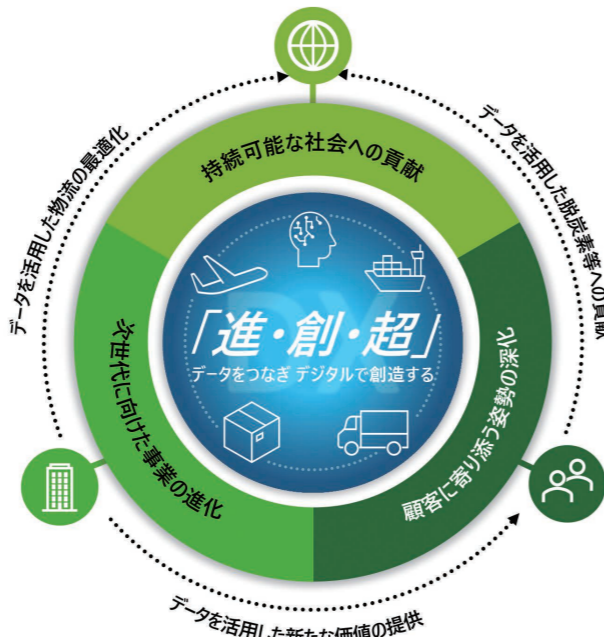 持続可能な社会への貢献
データを活用した物流の最適化
データを活用した脱炭素等への貢献
DX
「進・創・超」
データをつなぎ デジタルで創造する
次世代に向けた事業の進化
顧客に寄り添う姿勢の深化
データを活用した新たな価値の提供